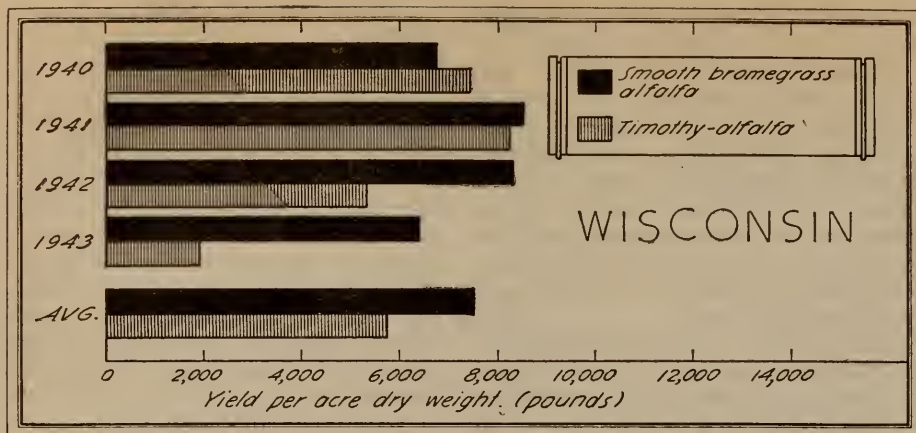 1940
1941
1942
1943
AVG.
Smooth bromegrass
alfalfa
Timothy-alfalfa
WISCONSIN
0 2,000 4,000 6,000 8,000 10,000 12,000 14,000
Yield per acre dry weight. (pounds)